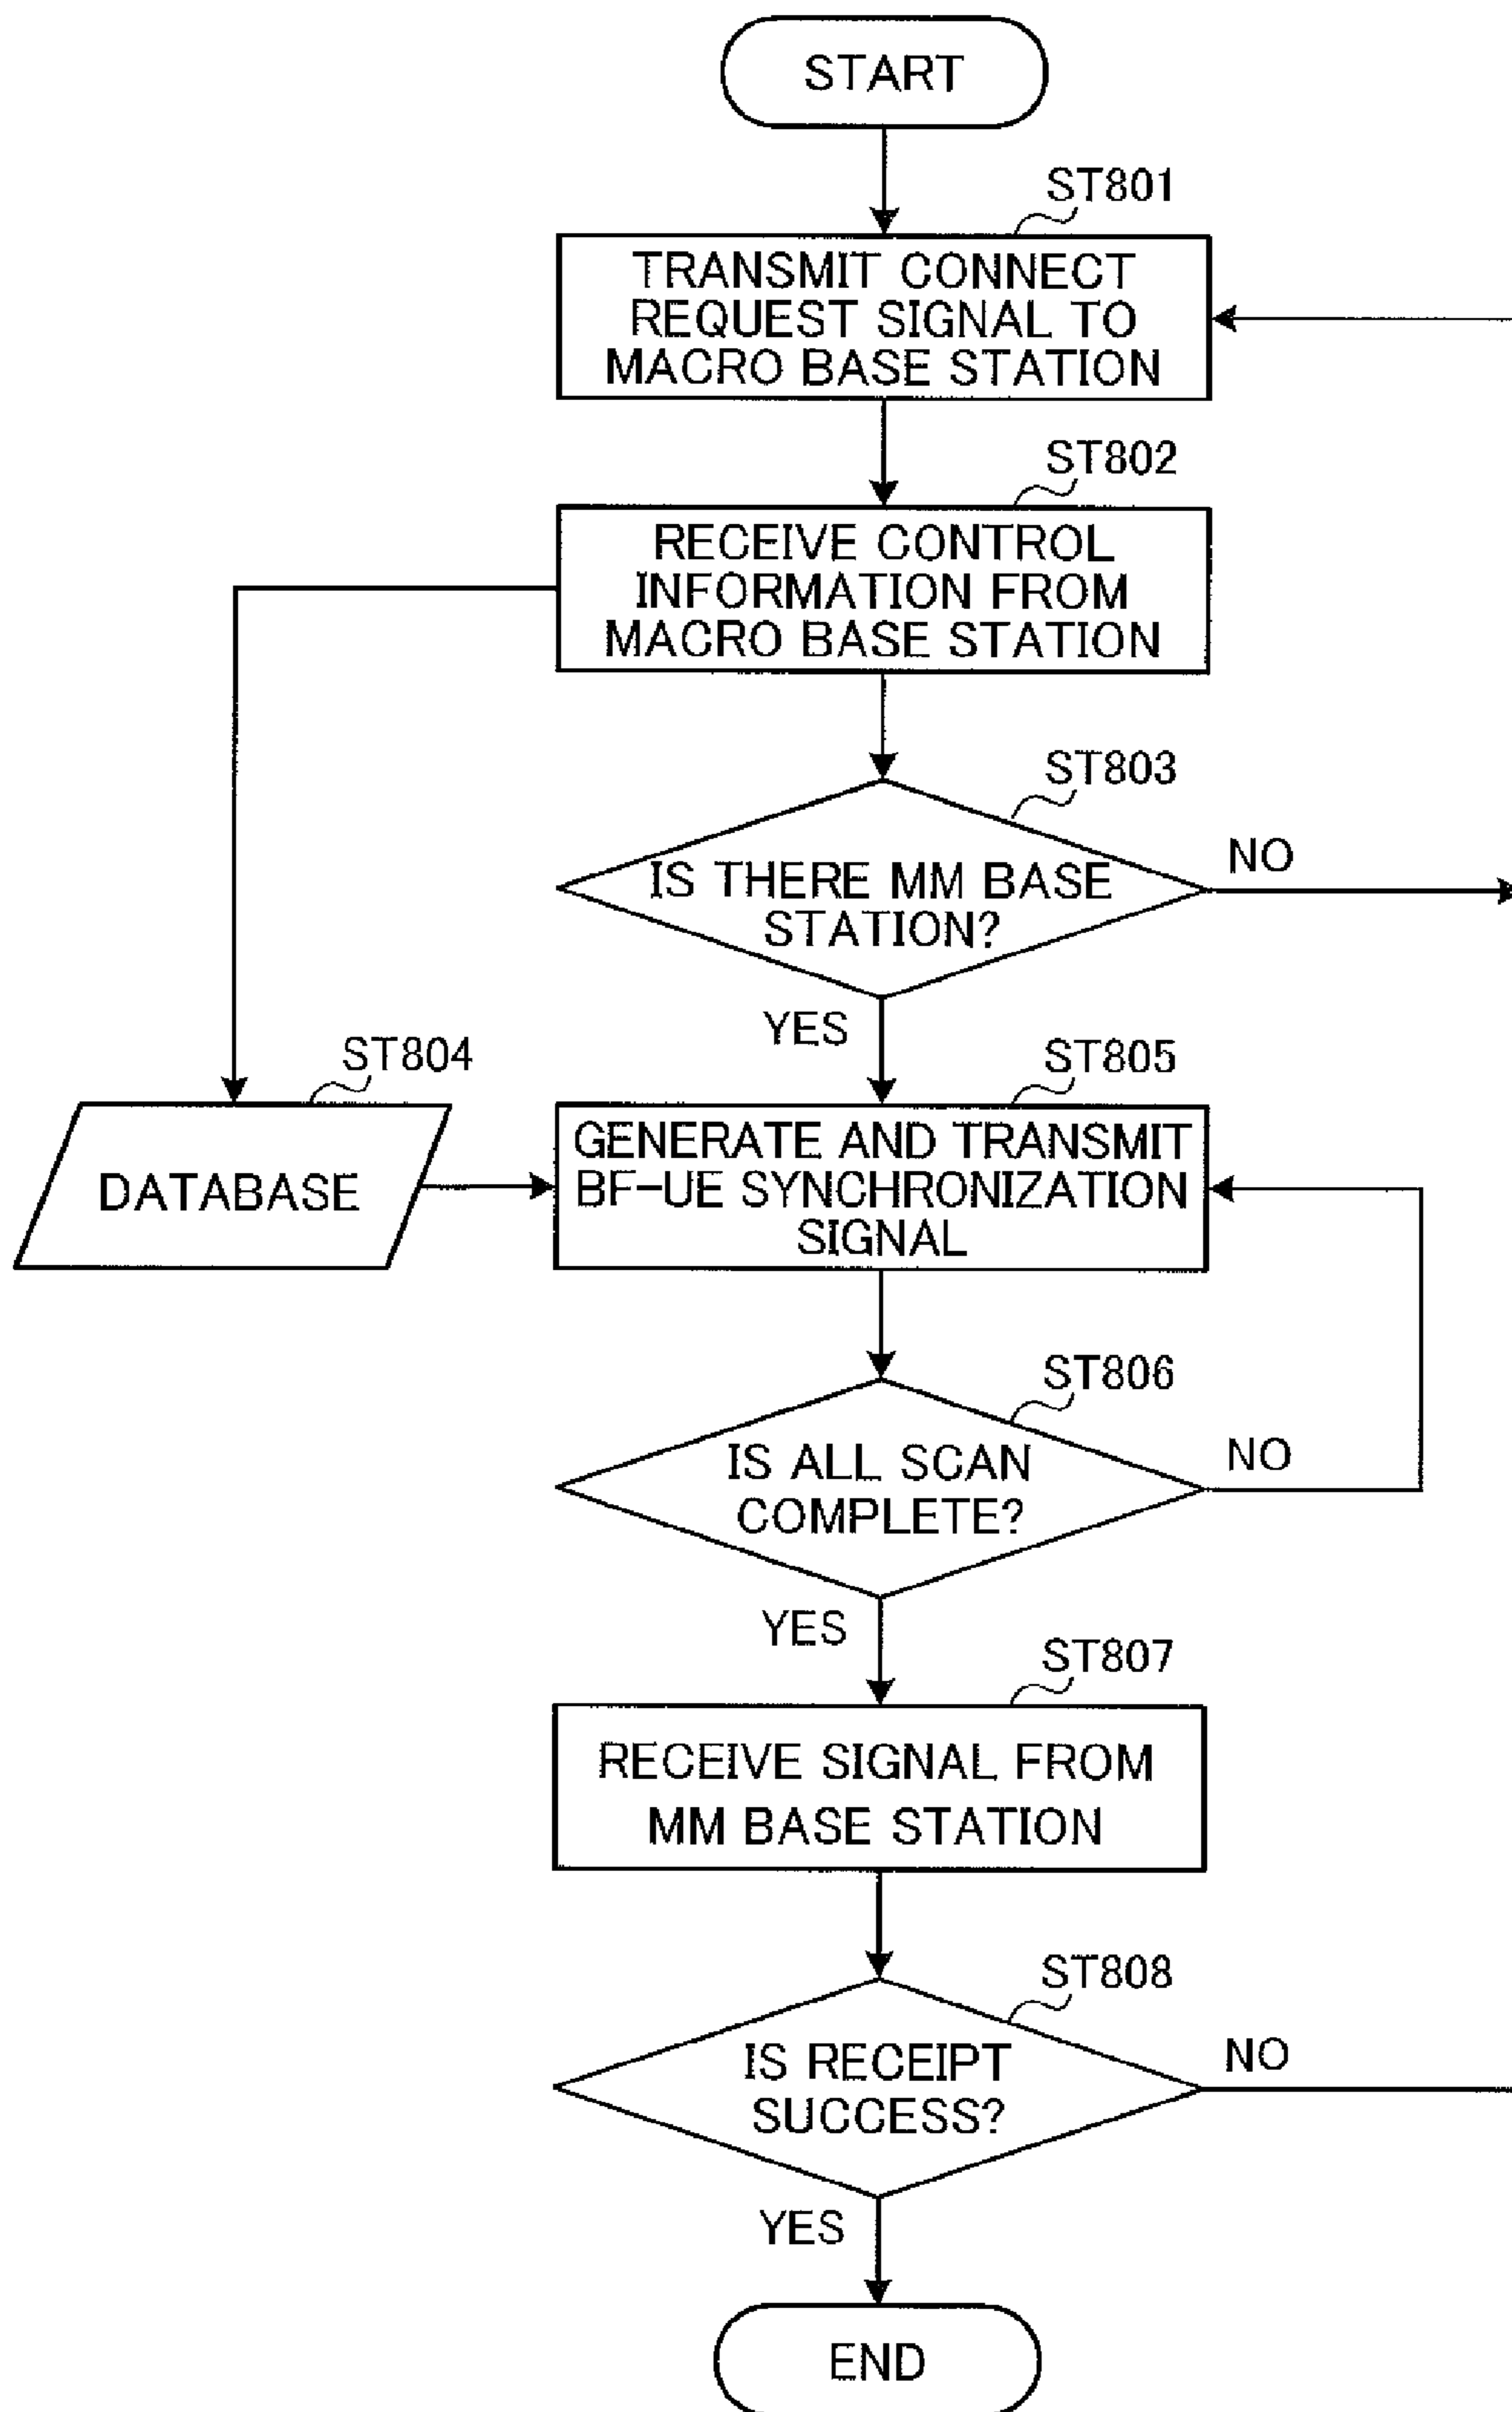 START
ST801
TRANSMIT CONNECT
REQUEST SIGNAL TO
MACRO BASE STATION
ST802
RECEIVE CONTROL
INFORMATION FROM
MACRO BASE STATION
ST803
IS THERE MM BASE
STATION?
NO
YES
ST804
DATABASE
ST805
GENERATE AND TRANSMIT
BF-UE SYNCHRONIZATION
SIGNAL
ST806
IS ALL SCAN
COMPLETE?
NO
YES
ST807
RECEIVE SIGNAL FROM
MM BASE STATION
ST808
IS RECEIPT
SUCCESS?
NO
YES
END